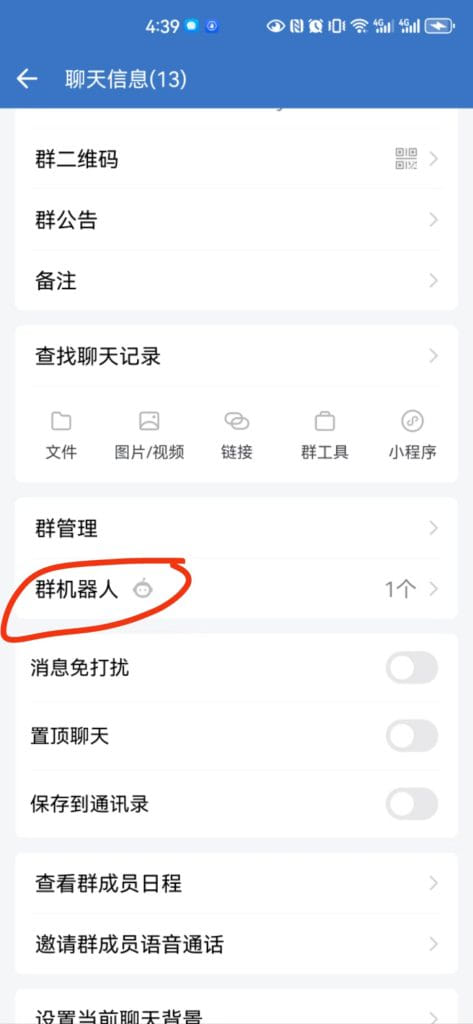 4:39
4G 4G
聊天信息(13)
群二维码
群公告
备注
查找聊天记录
文件 图片/视频 链接 群工具 小程序
群管理
群机器人 1个
消息免打扰
置顶聊天
保存到通讯录
查看群成员日程
邀请群成员语音通话
设置当前聊天背景